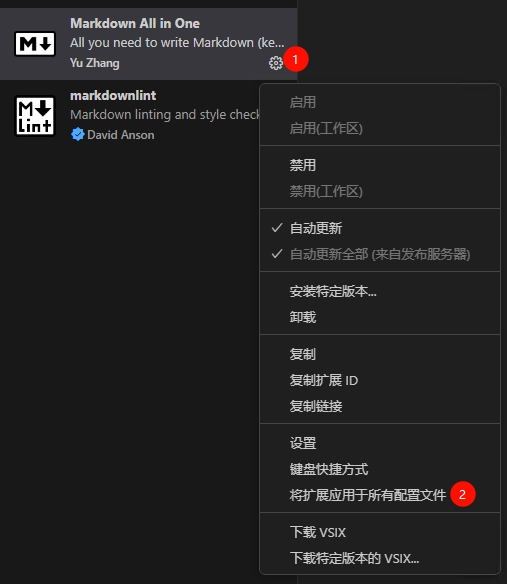 Markdown All in One
All you need to write Markdown (ke...
Yu Zhang
1
markdownlint
Markdown linting and style check
David Anson
启用
启用(工作区)
禁用
禁用(工作区)
自动更新
自动更新全部 (来自发布服务器)
安装特定版本...
卸载
复制
复制扩展 ID
复制链接
设置
键盘快捷方式
将扩展应用于所有配置文件 2
下载 VSIX
下载特定版本的 VSIX...